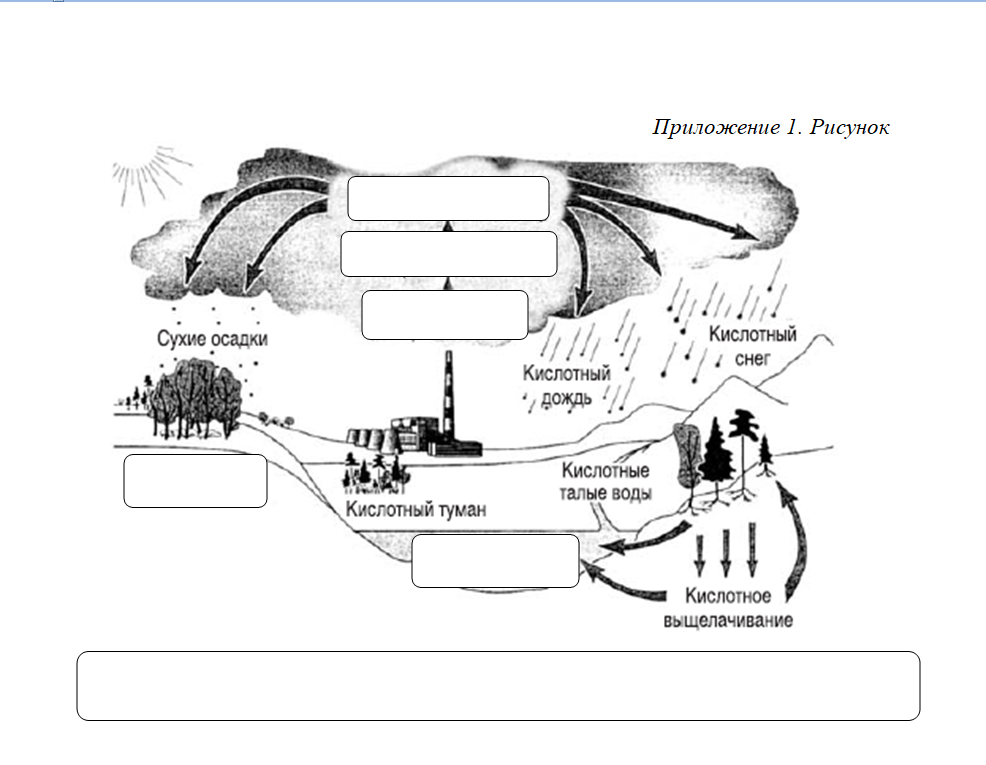 Приложение 1. Рисунок
Сухие осадки
Кислотный
снег
Кислотный
дождь
Кислотные
талые воды
Кислотный туман
Кислотное
выщелачивание